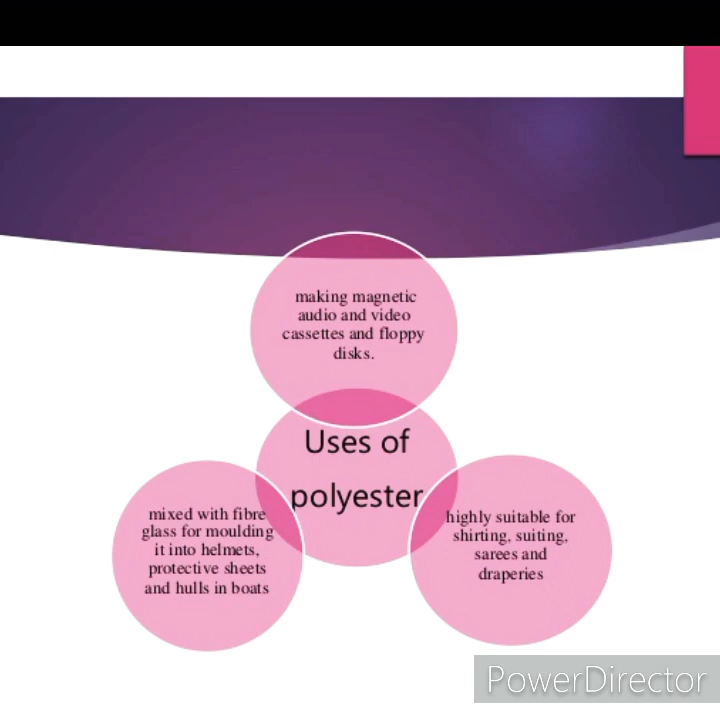 making magnetic
audio and video
cassettes and floppy
disks.
Uses of
polyester
mixed with fibre
glass for moulding
it into helmets,
protective sheets
and hulls in boats
highly suitable for
shirting, suiting,
sarees and
draperies
PowerDirector